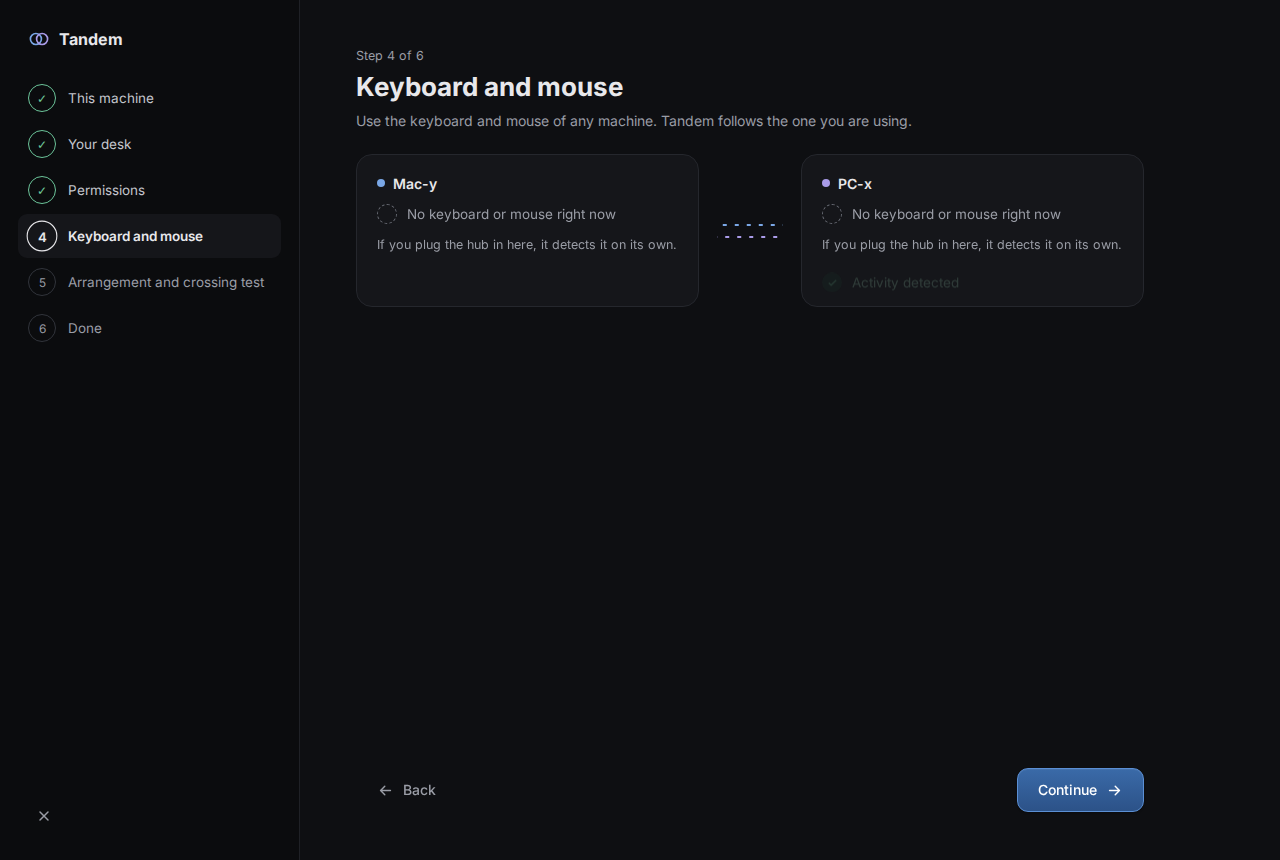 Tandem
✓ This machine
✓ Your desk
✓ Permissions
4 Keyboard and mouse
5 Arrangement and crossing test
6 Done
Step 4 of 6
Keyboard and mouse
Use the keyboard and mouse of any machine. Tandem follows the one you are using.
Mac-y
No keyboard or mouse right now
If you plug the hub in here, it detects it on its own.
PC-x
No keyboard or mouse right now
If you plug the hub in here, it detects it on its own.
Activity detected
← Back
Continue →